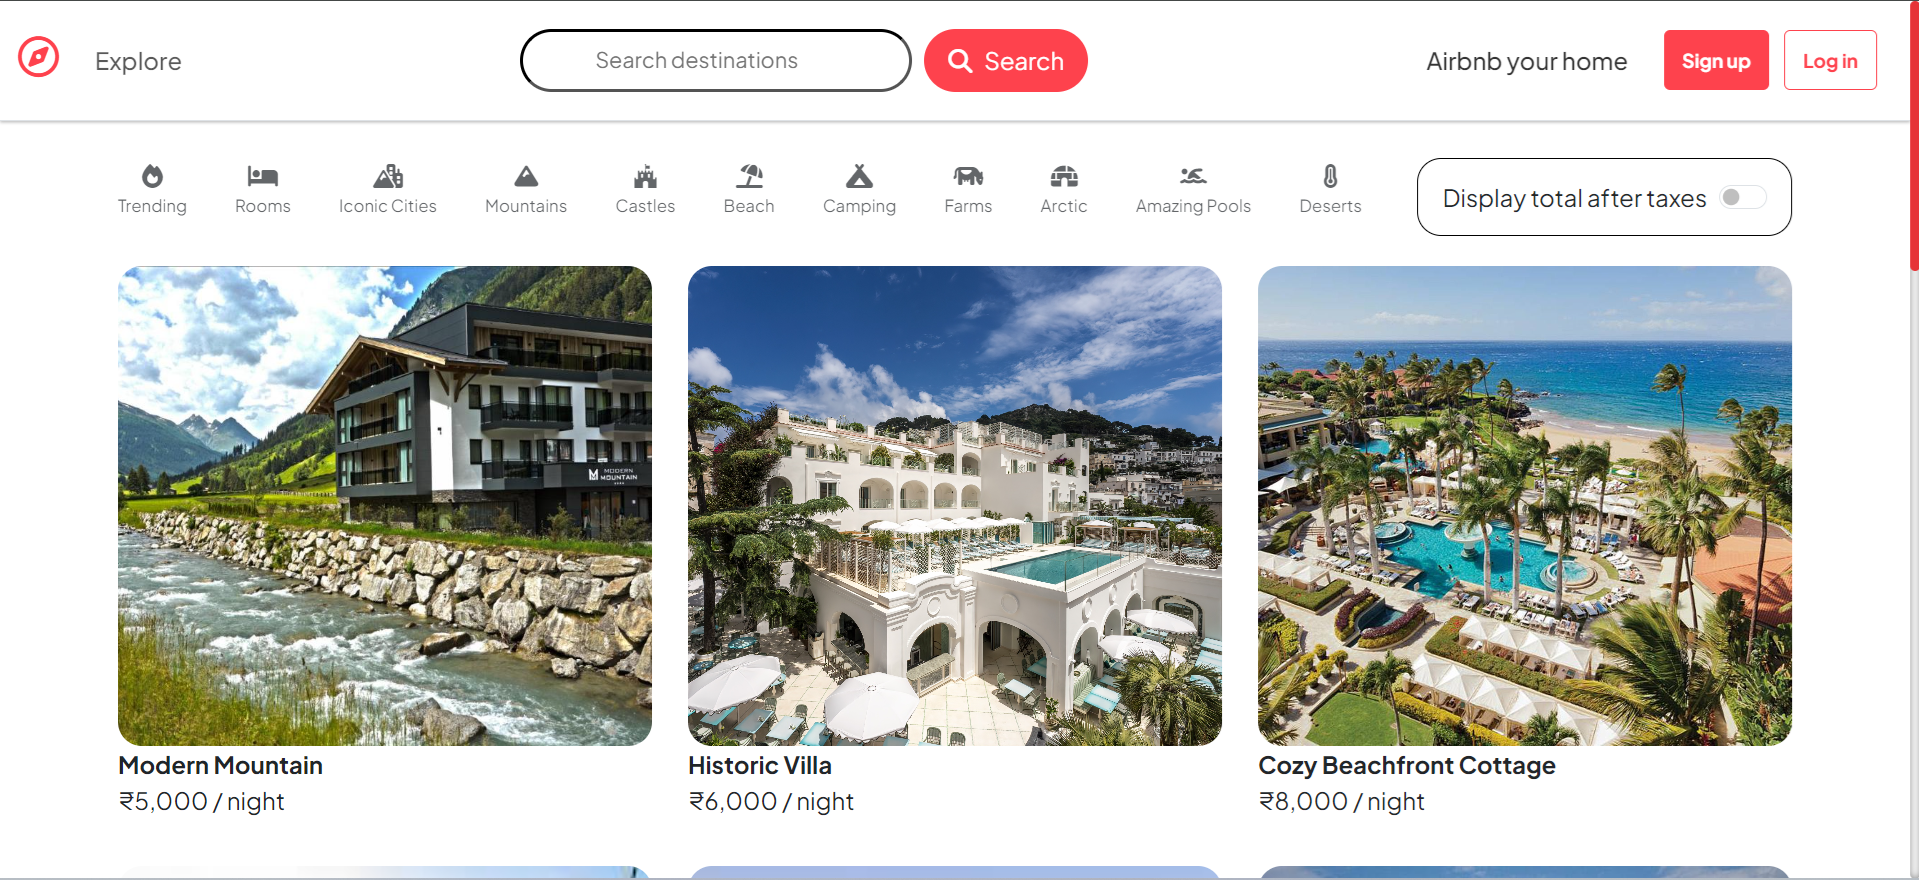 Explore
Search destinations
Search
Airbnb your home
Sign up
Log in
Trending
Rooms
Iconic Cities
Mountains
Castles
Beach
Camping
Farms
Arctic
Amazing Pools
Deserts
Display total after taxes
MODERN
MOUNTAIN
Modern Mountain
₹5,000 / night
Historic Villa
₹6,000 / night
Cozy Beachfront Cottage
₹8,000 / night